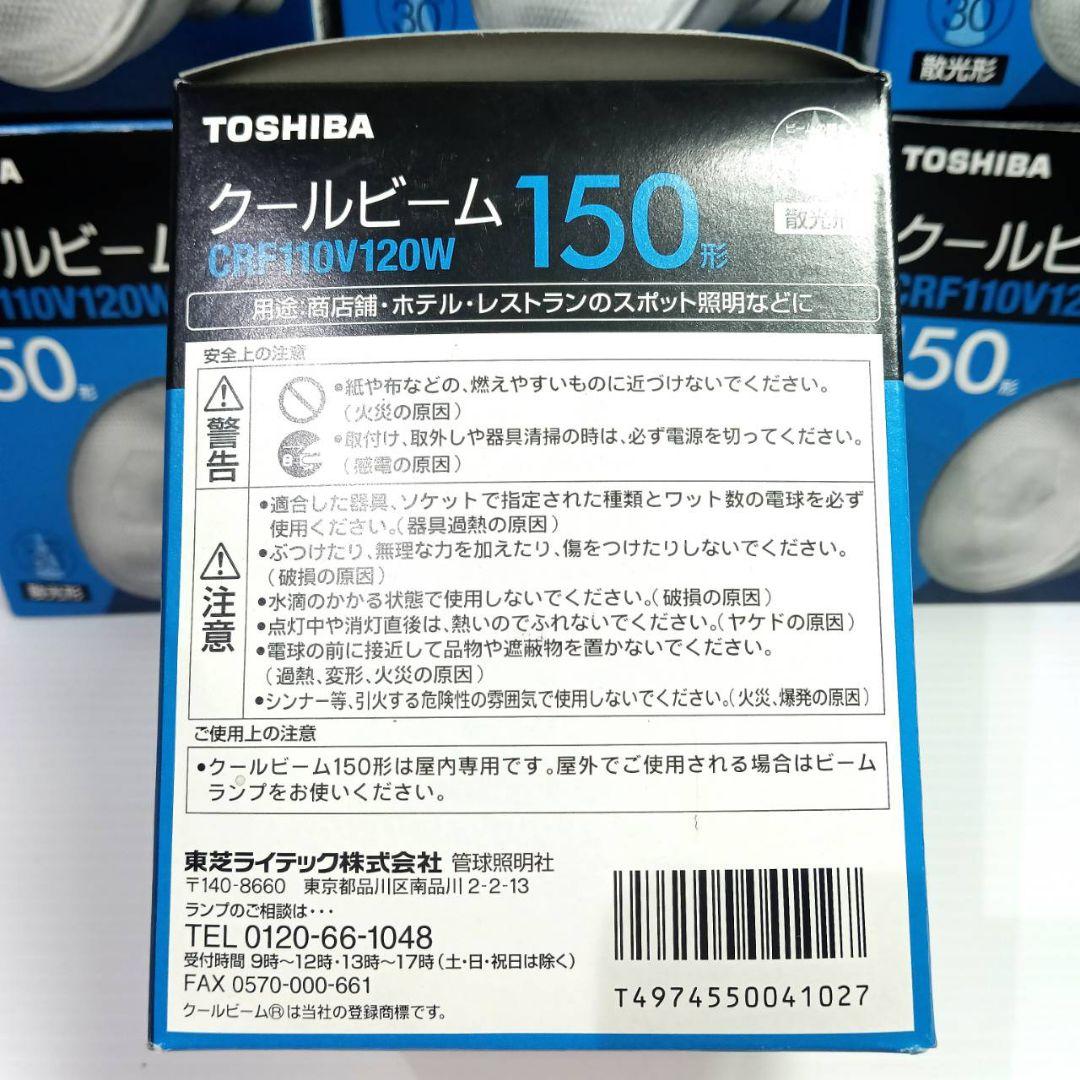 30°
散光形
30°
散光形
TOSHIBA
クールビーム 150形
CRF110V120W
散光形
用途:商店舗・ホテル・レストランのスポット照明などに
安全上の注意
警告
●紙や布などの、燃えやすいものに近づけないでください。
(火災の原因)
●取付け、取外しや器具清掃の時は、必ず電源を切ってください。
(感電の原因)
注意
●適合した器具、ソケットで指定された種類とワット数の電球を必ず
使用ください。(器具過熱の原因)
●ぶつけたり、無理な力を加えたり、傷をつけたりしないでください。
(破損の原因)
●水滴のかかる状態で使用しないでください。(破損の原因)
●点灯中や消灯直後は、熱いのでふれないでください。(ヤケドの原因)
●電球の前に接近して品物や遮蔽物を置かないでください。
(過熱、変形、火災の原因)
●シンナー等、引火する危険性の雰囲気で使用しないでください。(火災、爆発の原因)
ご使用上の注意
●クールビーム150形は屋内専用です。屋外でご使用される場合はビーム
ランプをお使いください。
東芝ライテック株式会社 管球照明社
〒140-8660 東京都品川区南品川2-2-13
ランプのご相談は・・・
TEL 0120-66-1048
受付時間 9時～12時・13時～17時(土・日・祝日は除く)
FAX 0570-000-661
クールビーム®は当社の登録商標です。
T4974550041027
A
ルビー
110V120W
50形
散光形
TOSHIBA
クールビ
CRF110V12
50形